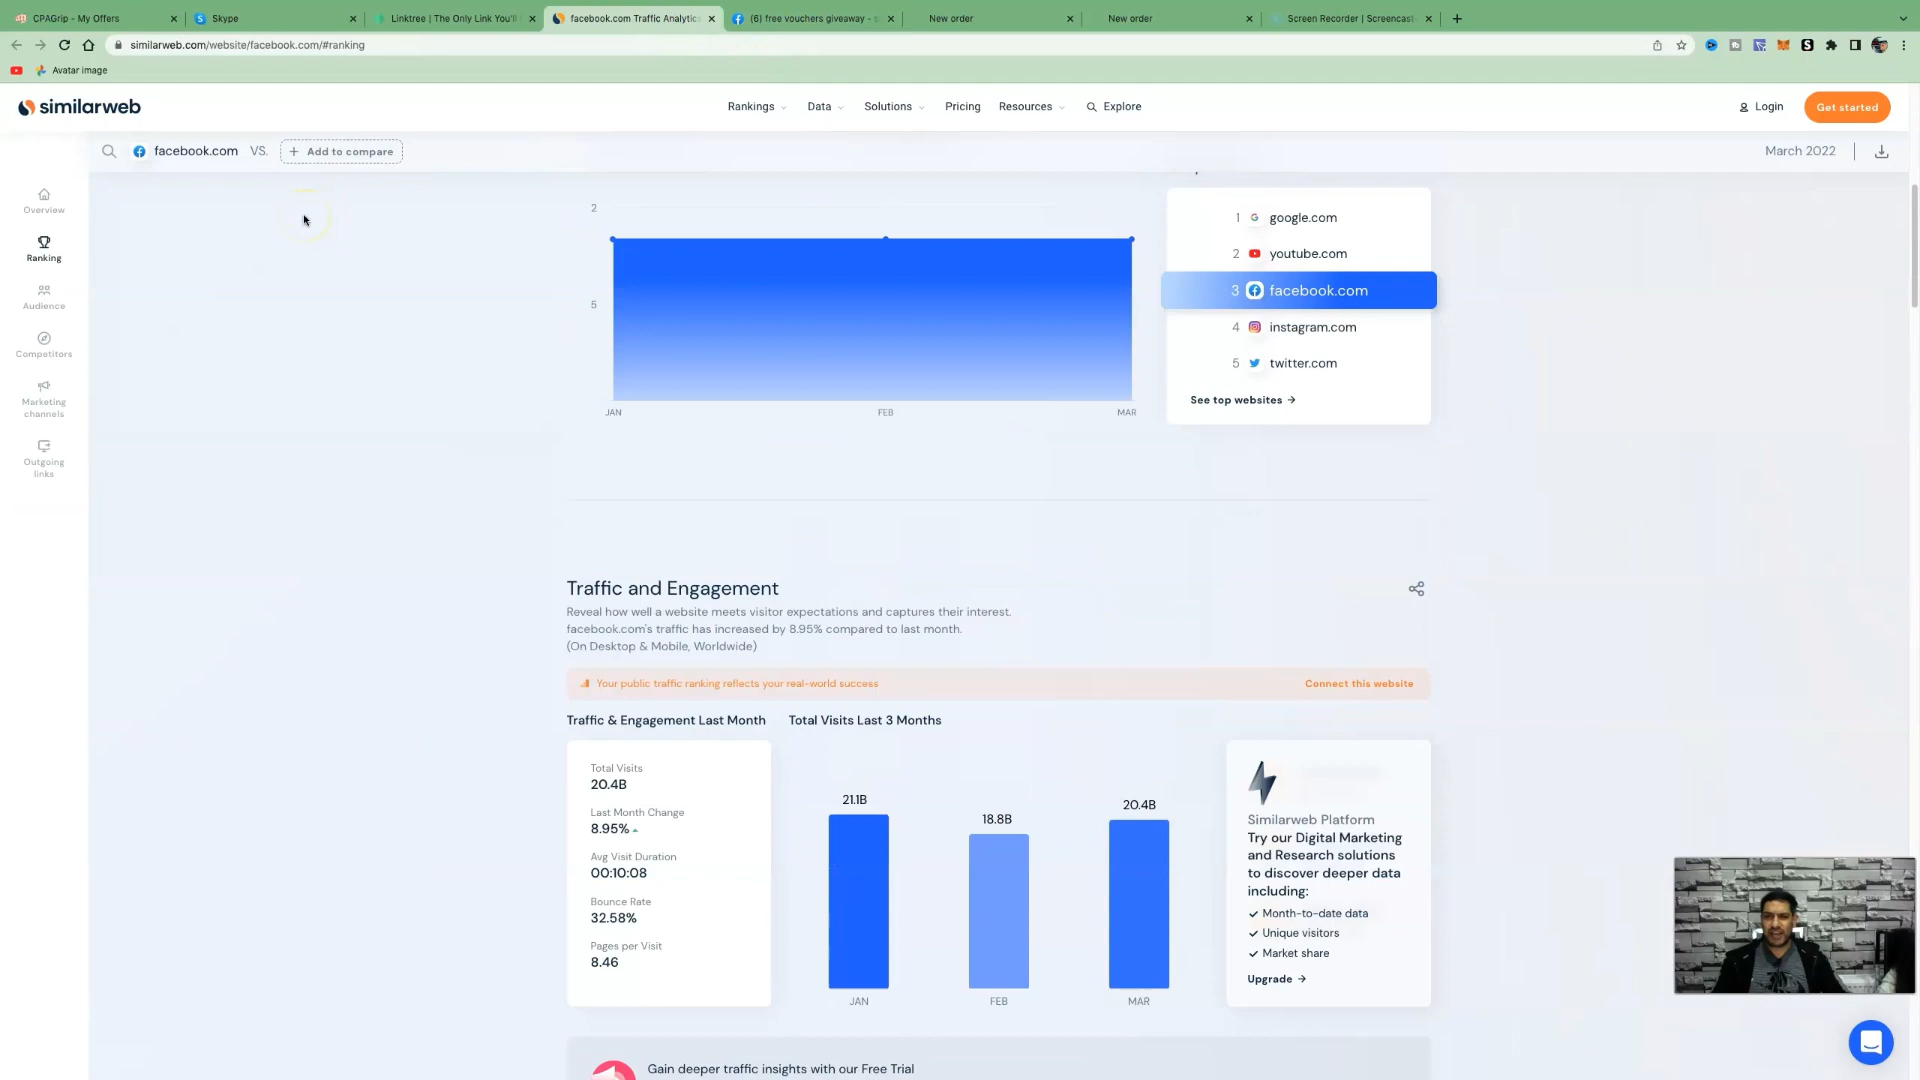 CPAGrip - My Offers
Skype
Linktree | The Only Link You'll
facebook.com Traffic Analytics
(6) free vouchers giveaway - s
New order
New order
Screen Recorder | Screencast
similarweb.com/website/facebook.com/#ranking
Avatar image
similarweb
Rankings
Data
Solutions
Pricing
Resources
Explore
Login
Get started
facebook.com
VS.
+ Add to compare
March 2022
Overview
Ranking
Audience
Competitors
Marketing
channels
Outgoing
links
2
5
JAN
FEB
MAR
1 google.com
2 youtube.com
3 facebook.com
4 instagram.com
5 twitter.com
See top websites →
Traffic and Engagement
Reveal how well a website meets visitor expectations and captures their interest.
facebook.com's traffic has increased by 8.95% compared to last month.
(On Desktop & Mobile, Worldwide)
Your public traffic ranking reflects your real-world success
Connect this website
Traffic & Engagement Last Month
Total Visits
20.4B
Last Month Change
8.95%
Avg Visit Duration
00:10:08
Bounce Rate
32.58%
Pages per Visit
8.46
Total Visits Last 3 Months
21.1B
18.8B
20.4B
JAN
FEB
MAR
Similarweb Platform
Try our Digital Marketing
and Research solutions
to discover deeper data
including:
✓ Month-to-date data
✓ Unique visitors
✓ Market share
Upgrade →
Gain deeper traffic insights with our Free Trial